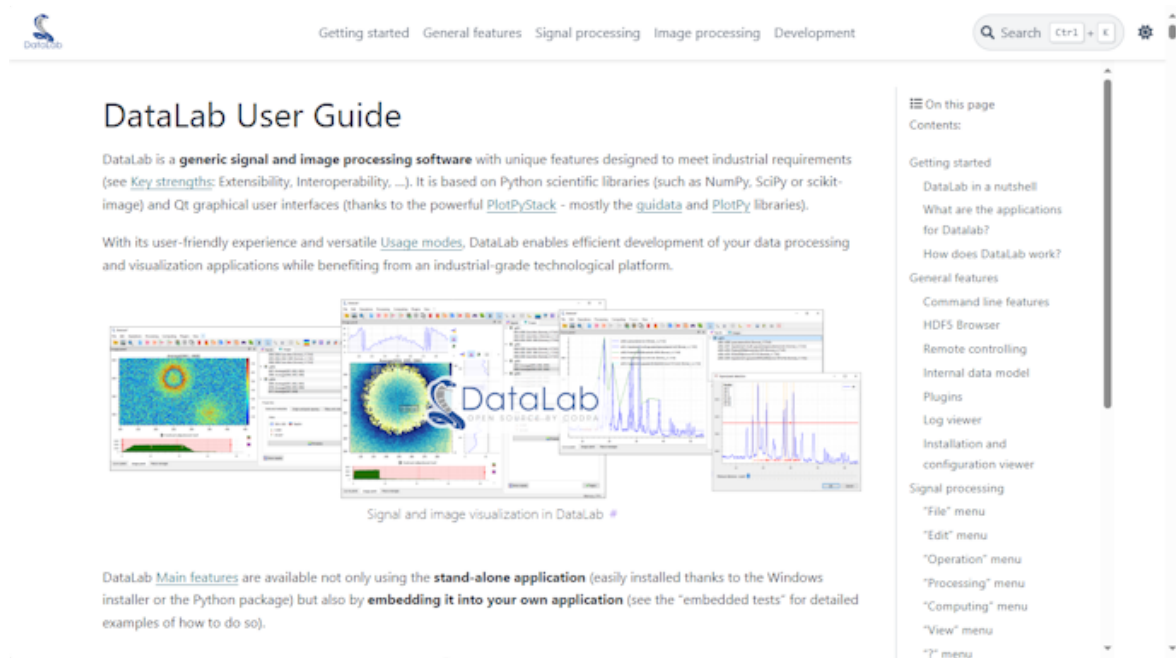 DataLab
Getting started General features Signal processing Image processing Development
Search Ctrl + K
DataLab User Guide
DataLab is a generic signal and image processing software with unique features designed to meet industrial requirements
(see Key strengths: Extensibility, Interoperability, ...). It is based on Python scientific libraries (such as NumPy, SciPy or scikit-
image) and Qt graphical user interfaces (thanks to the powerful PlotPyStack - mostly the guidata and PlotPy libraries).
With its user-friendly experience and versatile Usage modes, DataLab enables efficient development of your data processing
and visualization applications while benefiting from an industrial-grade technological platform.
DataLab
OPEN SOURCE BY CODRA
Signal and image visualization in DataLab #
DataLab Main features are available not only using the stand-alone application (easily installed thanks to the Windows
installer or the Python package) but also by embedding it into your own application (see the "embedded tests" for detailed
examples of how to do so).
On this page
Contents:
Getting started
DataLab in a nutshell
What are the applications
for Datalab?
How does DataLab work?
General features
Command line features
HDF5 Browser
Remote controlling
Internal data model
Plugins
Log viewer
Installation and
configuration viewer
Signal processing
"File" menu
"Edit" menu
"Operation" menu
"Processing" menu
"Computing" menu
"View" menu
"?" menu